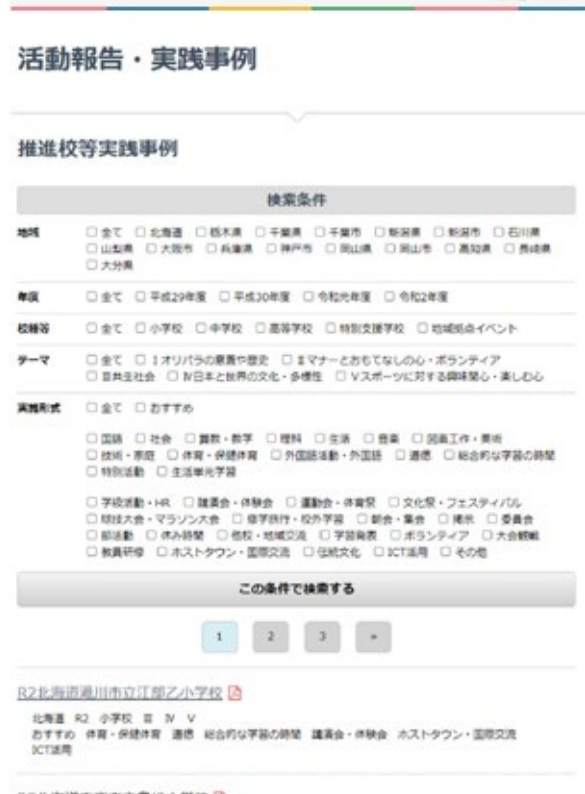 活動報告・実践事例
推進校等実践事例
検索条件
地域 □ 全て □ 北海道 □ 栃木県 □ 千葉県 □ 千葉市 □ 新潟県 □ 新潟市 □ 石川県
□ 山梨県 □ 大阪市 □ 兵庫県 □ 神戸市 □ 岡山県 □ 岡山市 □ 高知県 □ 長崎県
□ 大分県
年度 □ 全て □ 平成29年度 □ 平成30年度 □ 令和元年度 □ 令和2年度
校種等 □ 全て □ 小学校 □ 中学校 □ 高等学校 □ 特別支援学校 □ 地域拠点イベント
テーマ □ 全て □ Ⅰオリパラの意義や歴史 □ Ⅱマナーとおもてなしの心・ボランティア
□ Ⅲ共生社会 □ Ⅳ日本と世界の文化・多様性 □ Ⅴスポーツに対する興味関心・楽しむ心
実施形式 □ 全て □ おすすめ
□ 国語 □ 社会 □ 算数・数学 □ 理科 □ 生活 □ 音楽 □ 図画工作・美術
□ 技術・家庭 □ 体育・保健体育 □ 外国語活動・外国語 □ 道徳 □ 総合的な学習の時間
□ 特別活動 □ 生活単元学習
□ 学級活動・HR □ 講演会・体験会 □ 運動会・体育祭 □ 文化祭・フェスティバル
□ 球技大会・マラソン大会 □ 修学旅行・校外学習 □ 朝会・集会 □ 掲示 □ 委員会
□ 部活動 □ 休み時間 □ 他校・地域交流 □ 学習発表 □ ボランティア □ 大会観戦
□ 教員研修 □ ホストタウン・国際交流 □ 伝統文化 □ ICT活用 □ その他
この条件で検索する
1 2 3 »
R2北海道滝川市立江部乙小学校
北海道 R2 小学校 Ⅲ Ⅳ Ⅴ
おすすめ 体育・保健体育 道徳 総合的な学習の時間 講演会・体験会 ホストタウン・国際交流
ICT活用